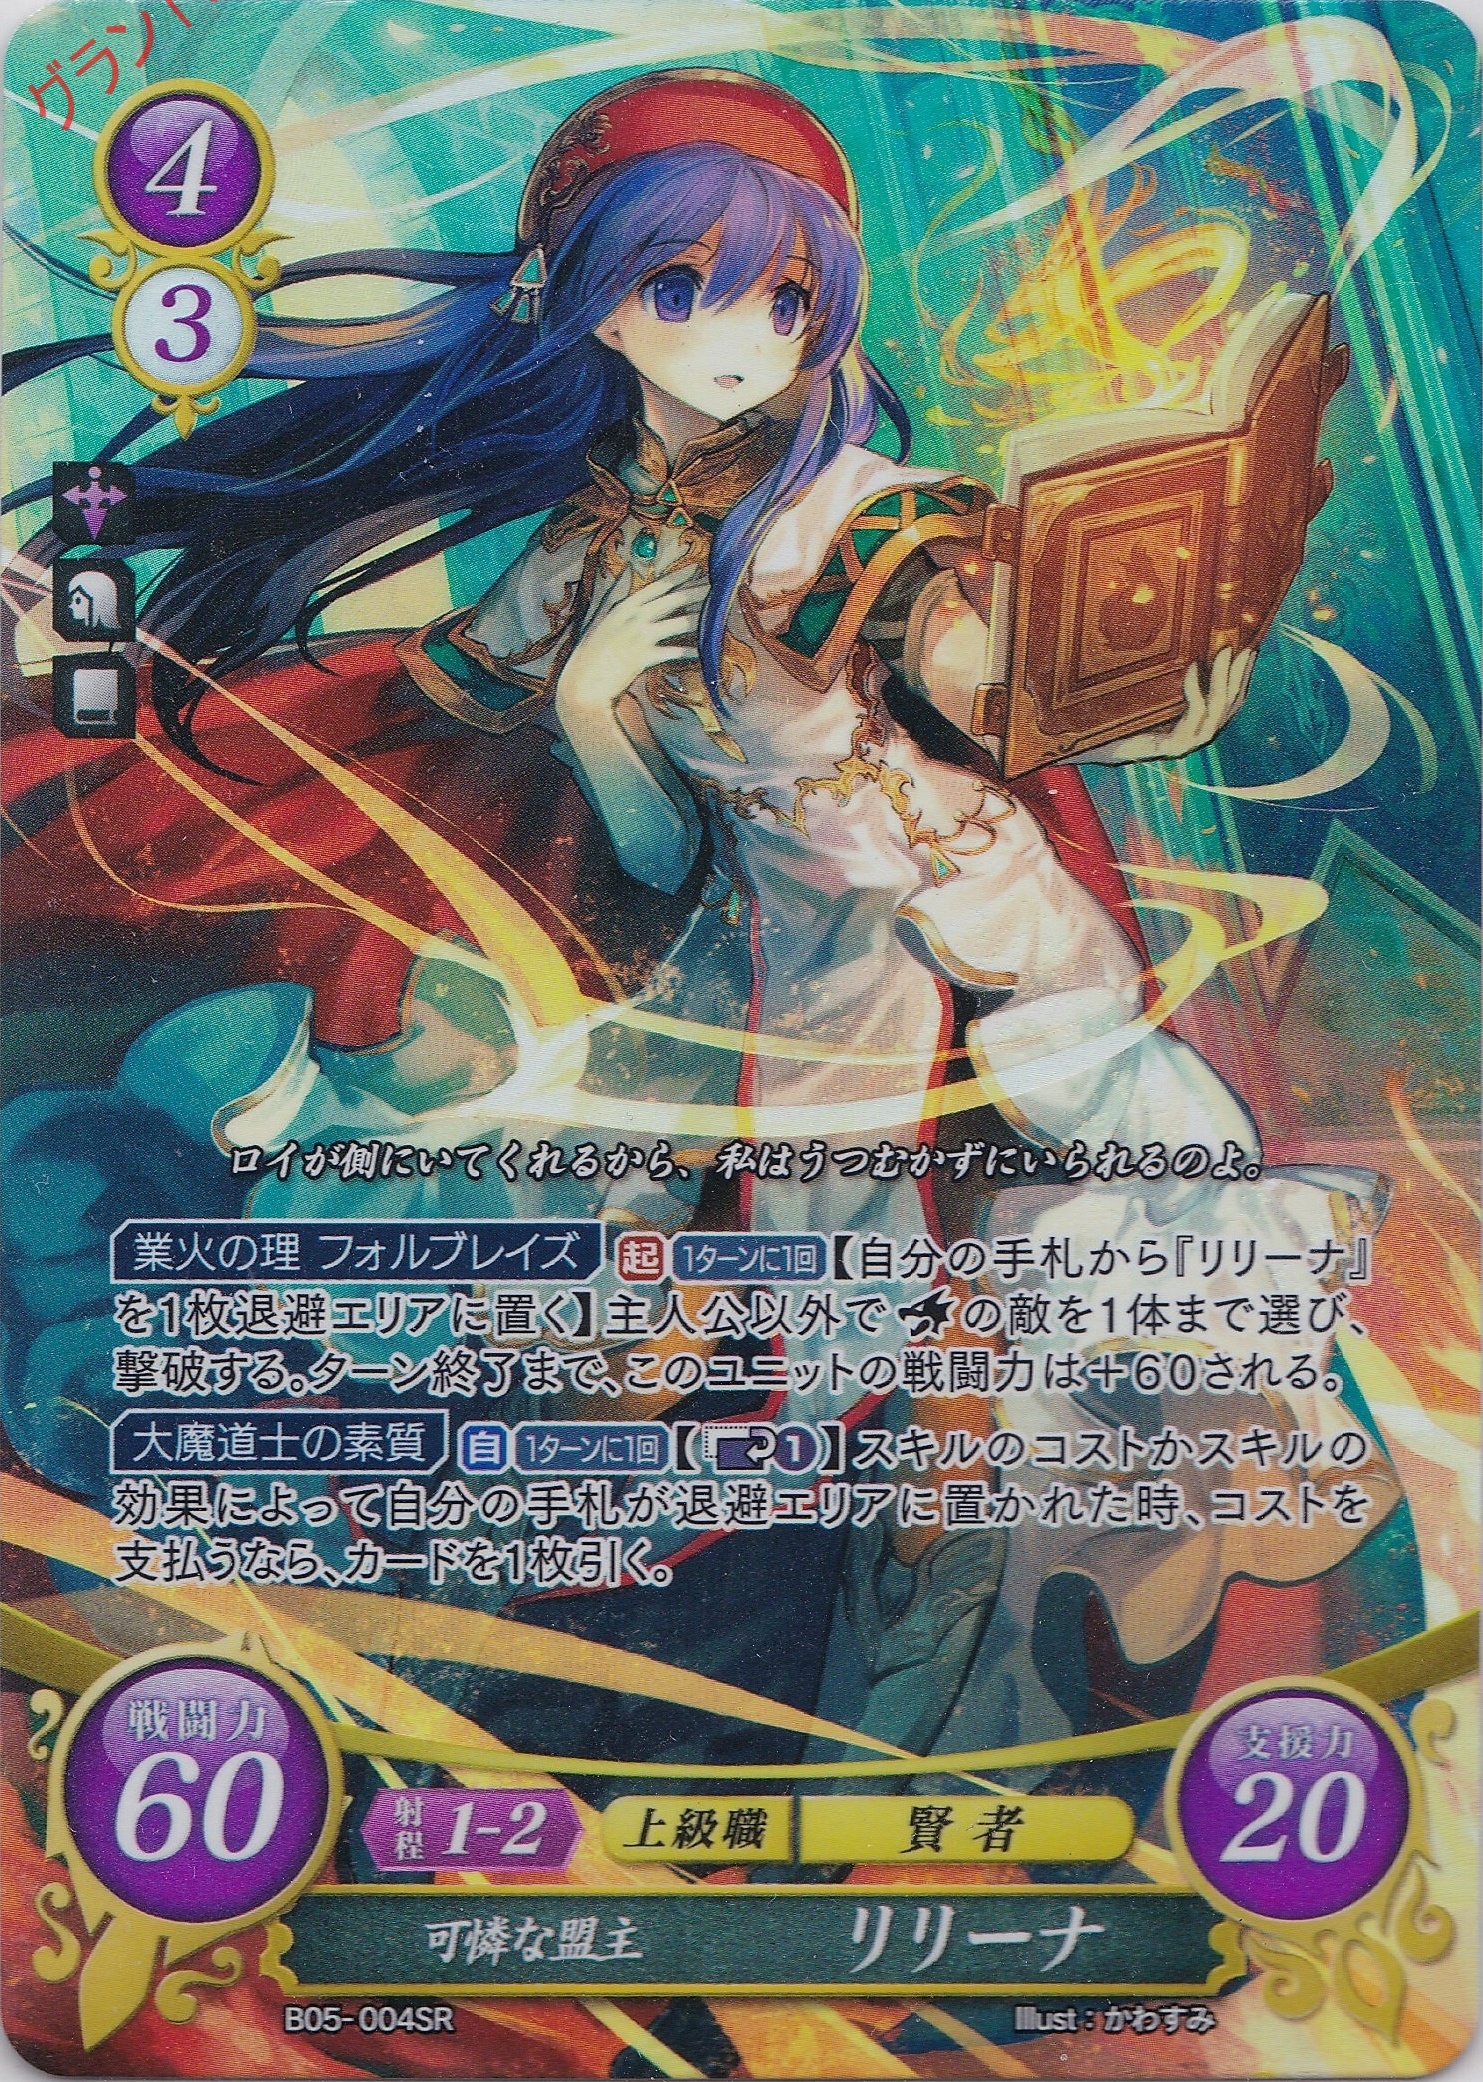 グラン
4
3
ロイが側にいてくれるから、私はうつむかずにいられるのよ。
業火の理 フォルブレイズ 起 1ターンに1回【自分の手札から『リリーナ』
を1枚退避エリアに置く】主人公以外での敵を1体まで選び、
撃破する。ターン終了まで、このユニットの戦闘力は+60される。
大魔道士の素質 自 1ターンに1回【1】スキルのコストかスキルの
効果によって自分の手札が退避エリアに置かれた時、コストを
支払うなら、カードを1枚引く。
戦闘力
60
射程 1-2
上級職 賢者
支援力
20
可憐な盟主 リリーナ
B05-004SR
Illust:かわすみ